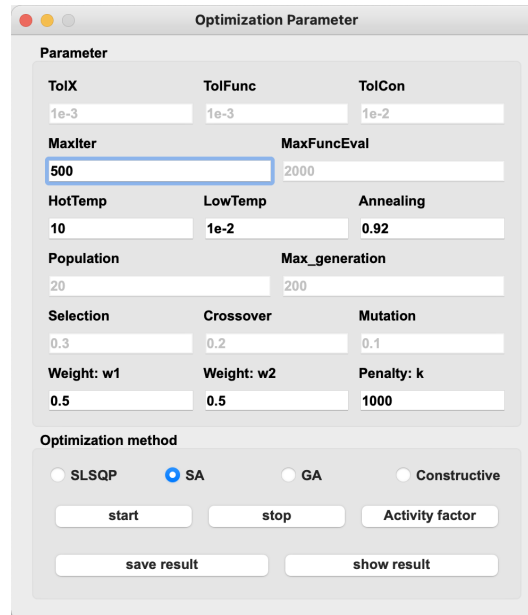 Optimization Parameter
Parameter
TolX TolFunc TolCon
1e-3 1e-3 1e-2
MaxIter MaxFuncEval
500 2000
HotTemp LowTemp Annealing
10 1e-2 0.92
Population Max_generation
20 200
Selection Crossover Mutation
0.3 0.2 0.1
Weight: w1 Weight: w2 Penalty: k
0.5 0.5 1000
Optimization method
SLSQP SA GA Constructive
start stop Activity factor
save result show result